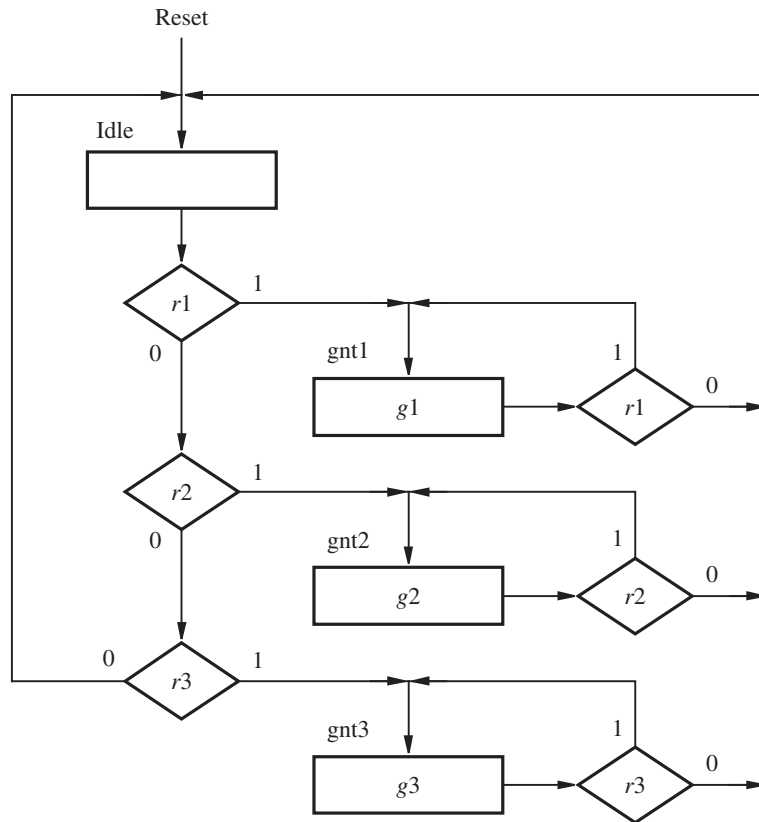 Reset
Idle
r1 1
0
gnt1
g1
1
r1 0
r2 1
0
gnt2
g2
1
r2 0
0 r3 1
gnt3
g3
1
r3 0